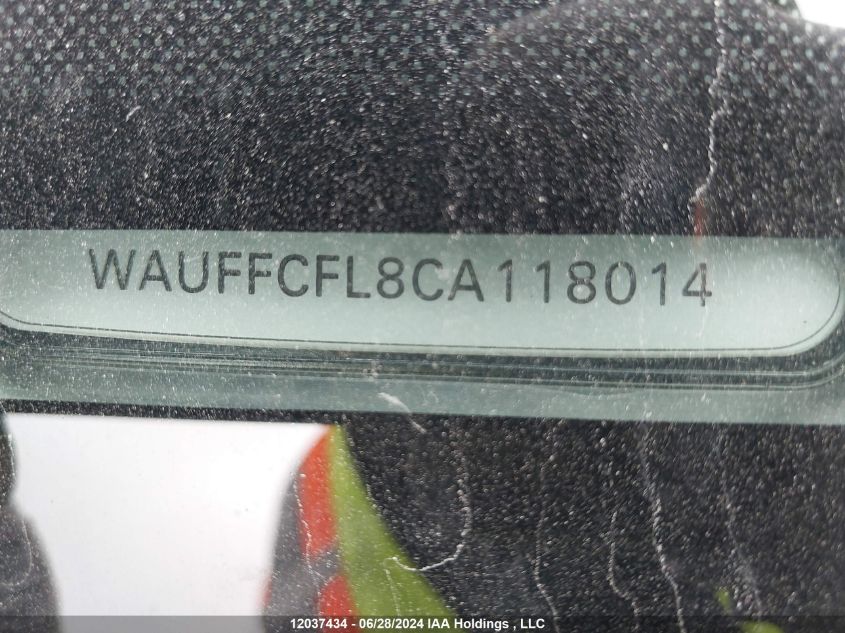 WAUFFCFL8CA118014
12037434 - 06/28/2024 IAA Holdings , LLC